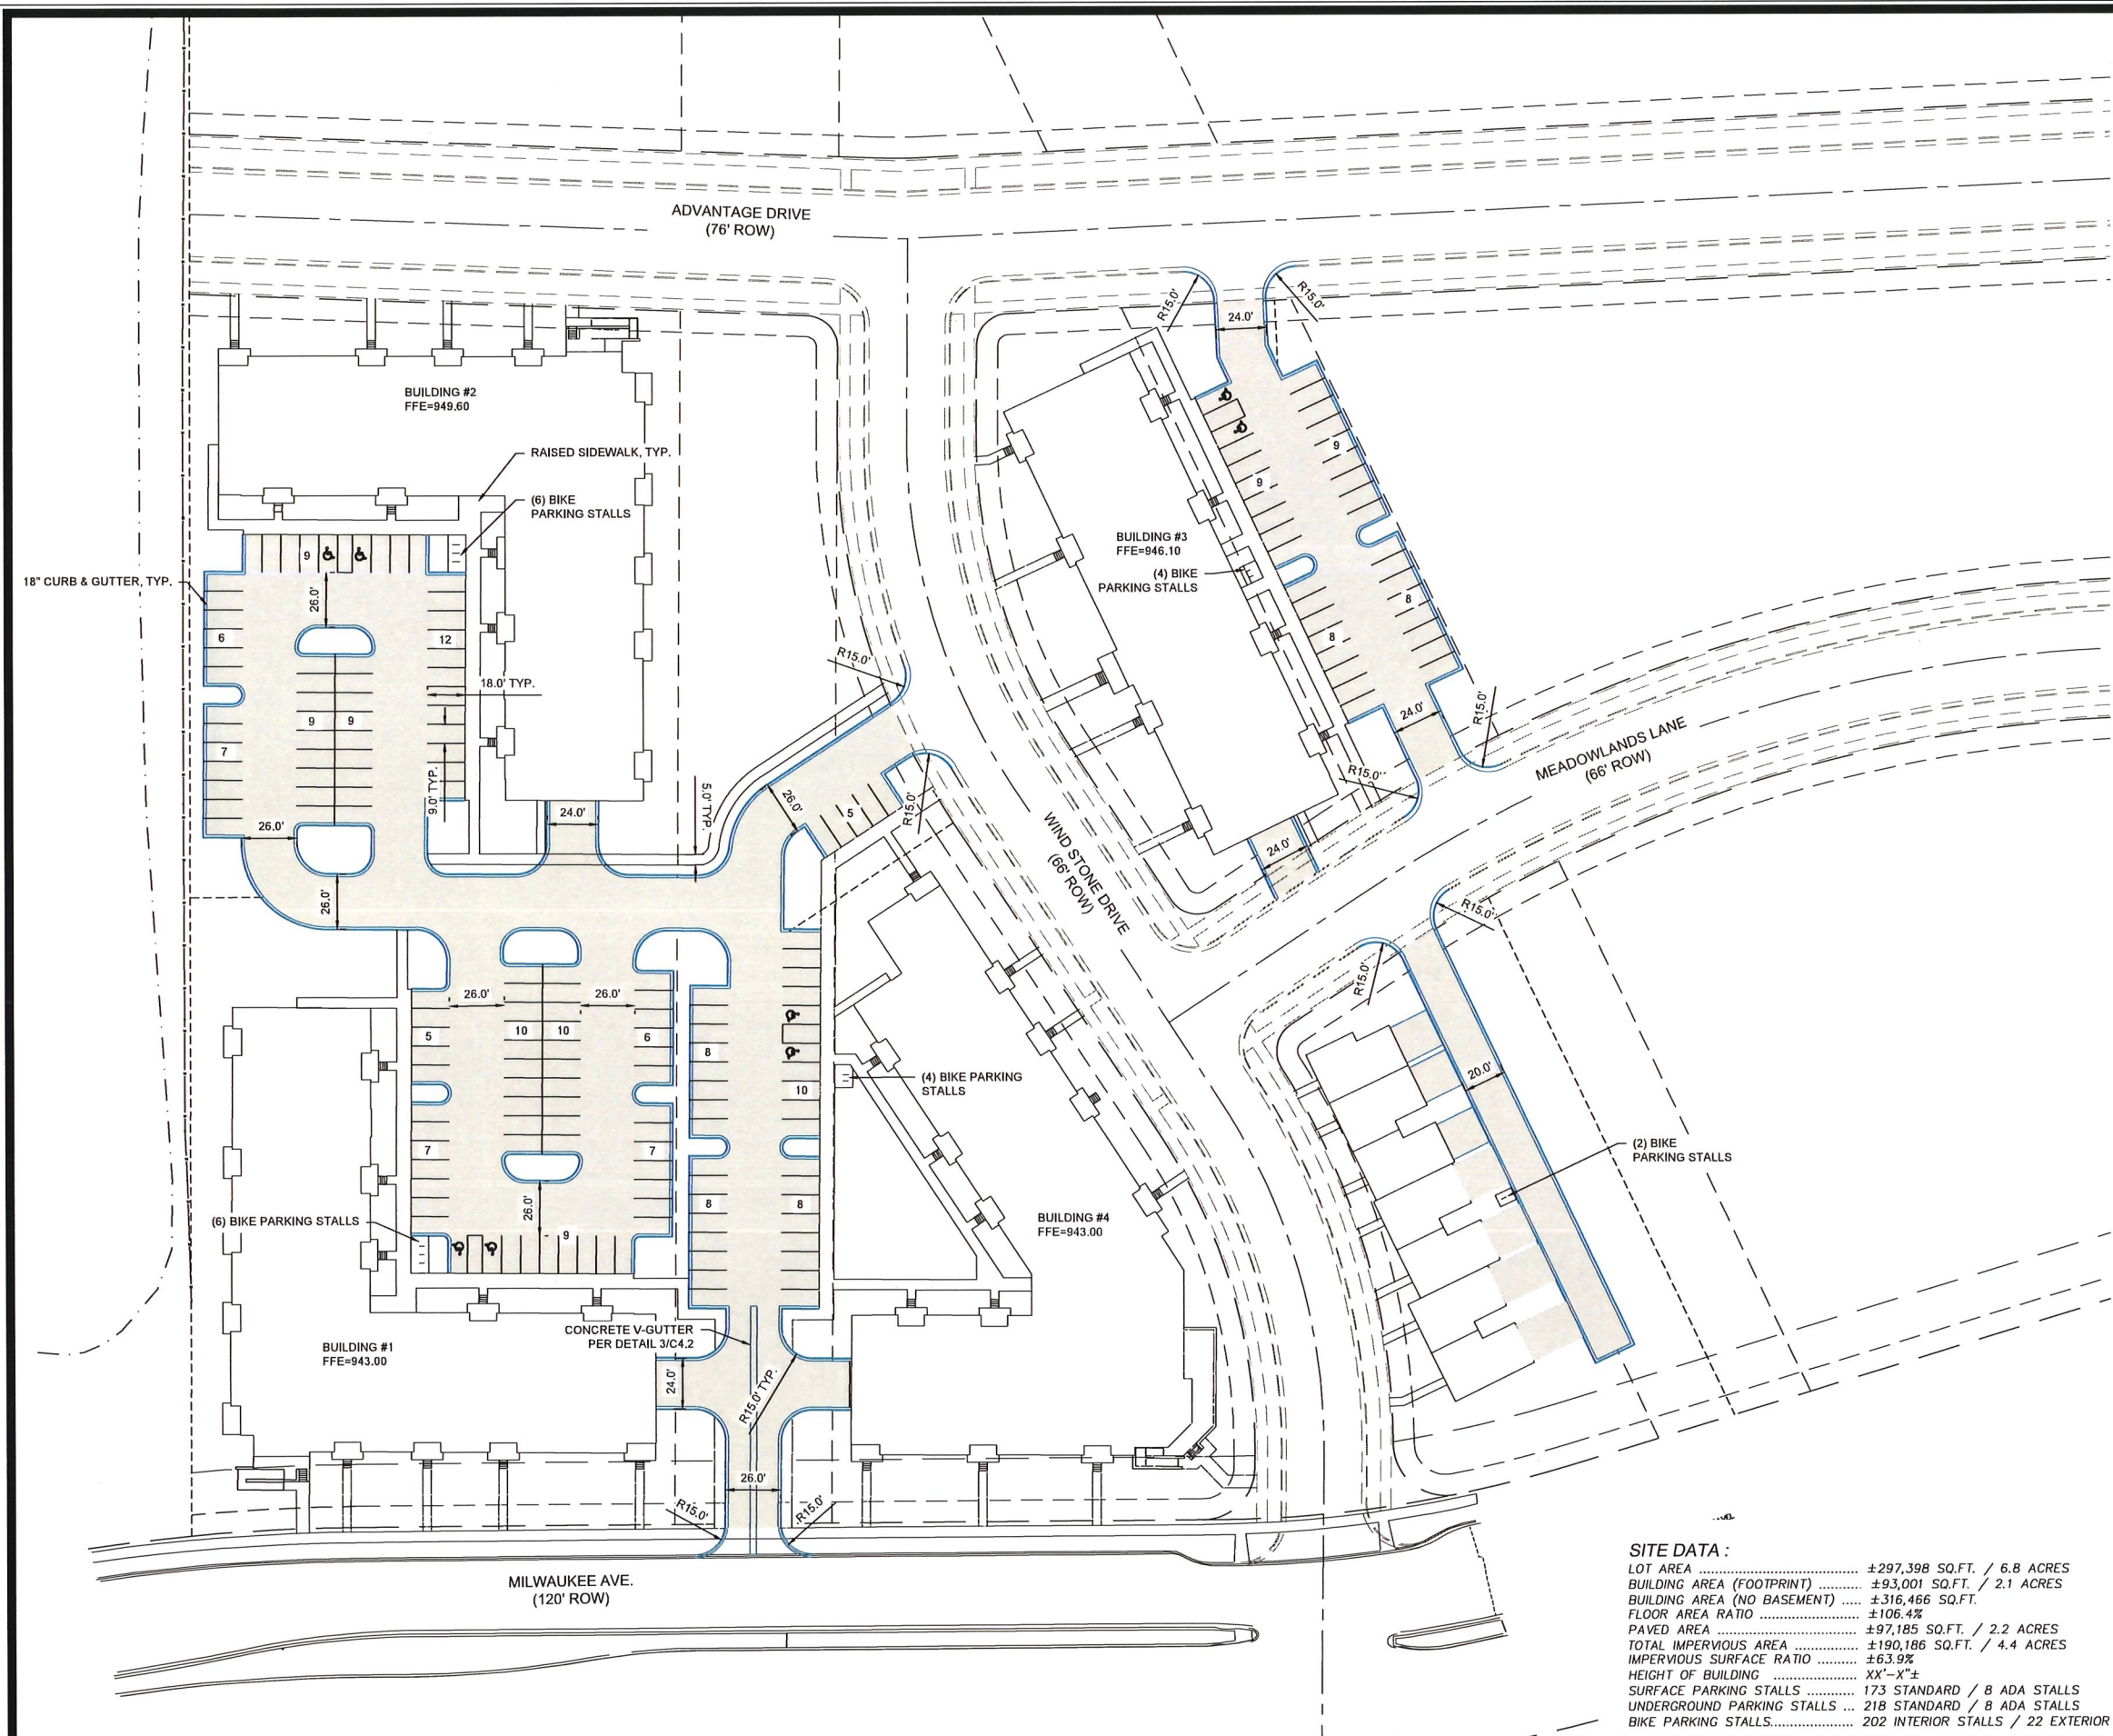 ADVANTAGE DRIVE
(76' ROW)
R15.0'
R15.0'
24.0'
BUILDING #2
FFE=949.60
RAISED SIDEWALK, TYP.
(6) BIKE
PARKING STALLS
9
9
9
BUILDING #3
FFE=946.10
(4) BIKE
PARKING STALLS
18" CURB & GUTTER, TYP.
26.0'
6
12
8
8
R15.0'
18.0' TYP.
9
9
7
24.0'
R15.0'
MEADOWLANDS LANE
(66' ROW)
R15.0'
9.0' TYP.
5.0' TYP.
26.0'
5
R15.0'
24.0'
26.0'
WIND STONE DRIVE
(66' ROW)
24.0'
26.0'
R15.0'
R15.0'
26.0'
26.0'
5
10
10
6
8
10
(4) BIKE PARKING
STALLS
20.0'
(2) BIKE
PARKING STALLS
7
7
8
8
26.0'
9
(6) BIKE PARKING STALLS
BUILDING #4
FFE=943.00
CONCRETE V-GUTTER
PER DETAIL 3/C4.2
BUILDING #1
FFE=943.00
24.0'
R15.0' TYP.
26.0'
R15.0'
R15.0'
MILWAUKEE AVE.
(120' ROW)
SITE DATA :
LOT AREA ..................................... ±297,398 SQ.FT. / 6.8 ACRES
BUILDING AREA (FOOTPRINT) .......... ±93,001 SQ.FT. / 2.1 ACRES
BUILDING AREA (NO BASEMENT) ..... ±316,466 SQ.FT.
FLOOR AREA RATIO ....................... ±106.4%
PAVED AREA ................................ ±97,185 SQ.FT. / 2.2 ACRES
TOTAL IMPERVIOUS AREA ............... ±190,186 SQ.FT. / 4.4 ACRES
IMPERVIOUS SURFACE RATIO ......... ±63.9%
HEIGHT OF BUILDING .................... XX'-X"±
SURFACE PARKING STALLS ........... 173 STANDARD / 8 ADA STALLS
UNDERGROUND PARKING STALLS ... 218 STANDARD / 8 ADA STALLS
BIKE PARKING STALLS.................... 202 INTERIOR STALLS / 22 EXTERIOR